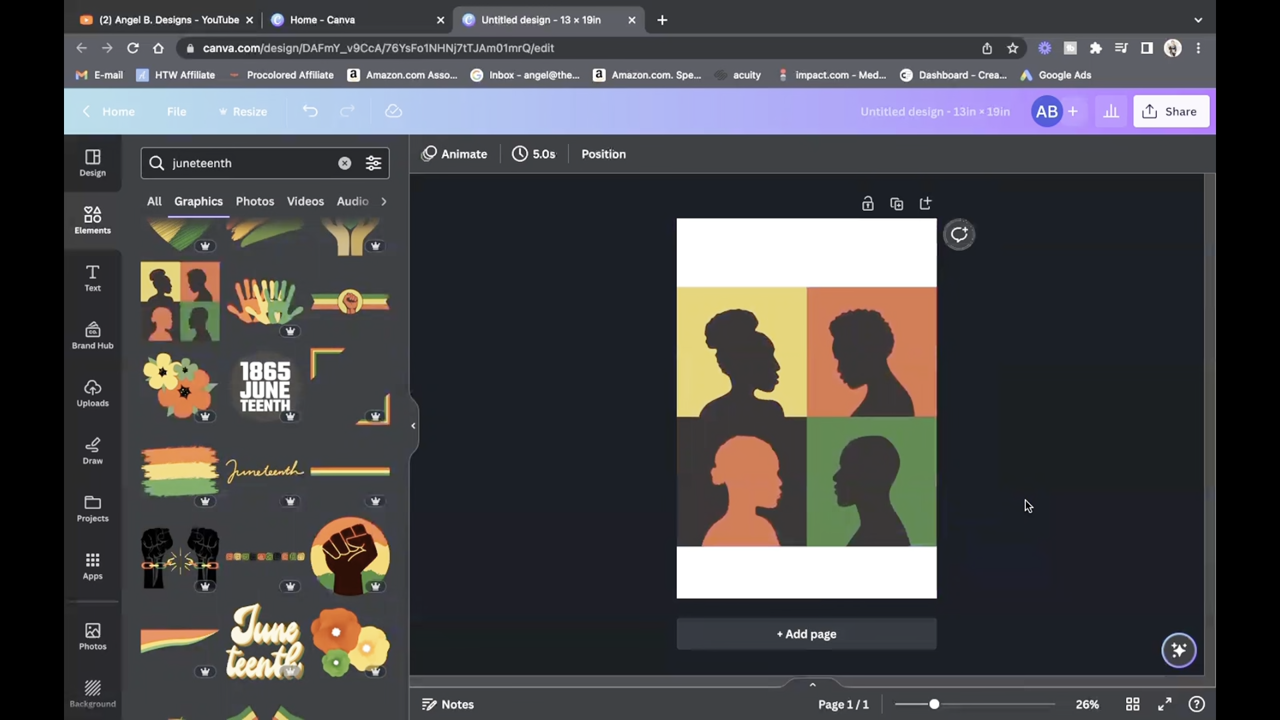 (2) Angel B. Designs - YouTube
Home - Canva
Untitled design - 13 × 19in
canva.com/design/DAFmY_v9CcA/76YsFo1NHNj7tTJAm01mrQ/edit
E-mail
HTW Affiliate
Procolored Affiliate
Amazon.com Asso...
Inbox - angel@the...
Amazon.com. Spe...
acuity
impact.com - Med...
Dashboard - Crea...
Google Ads
Home
File
Resize
Untitled design - 13in × 19in
AB
Share
Design
juneteenth
Animate
5.0s
Position
All
Graphics
Photos
Videos
Audio
Elements
Text
Brand Hub
Uploads
Draw
Projects
Apps
Photos
Background
1865
JUNE
TEENTH
Juneteenth
June
teenth
+ Add page
Notes
Page 1 / 1
26%